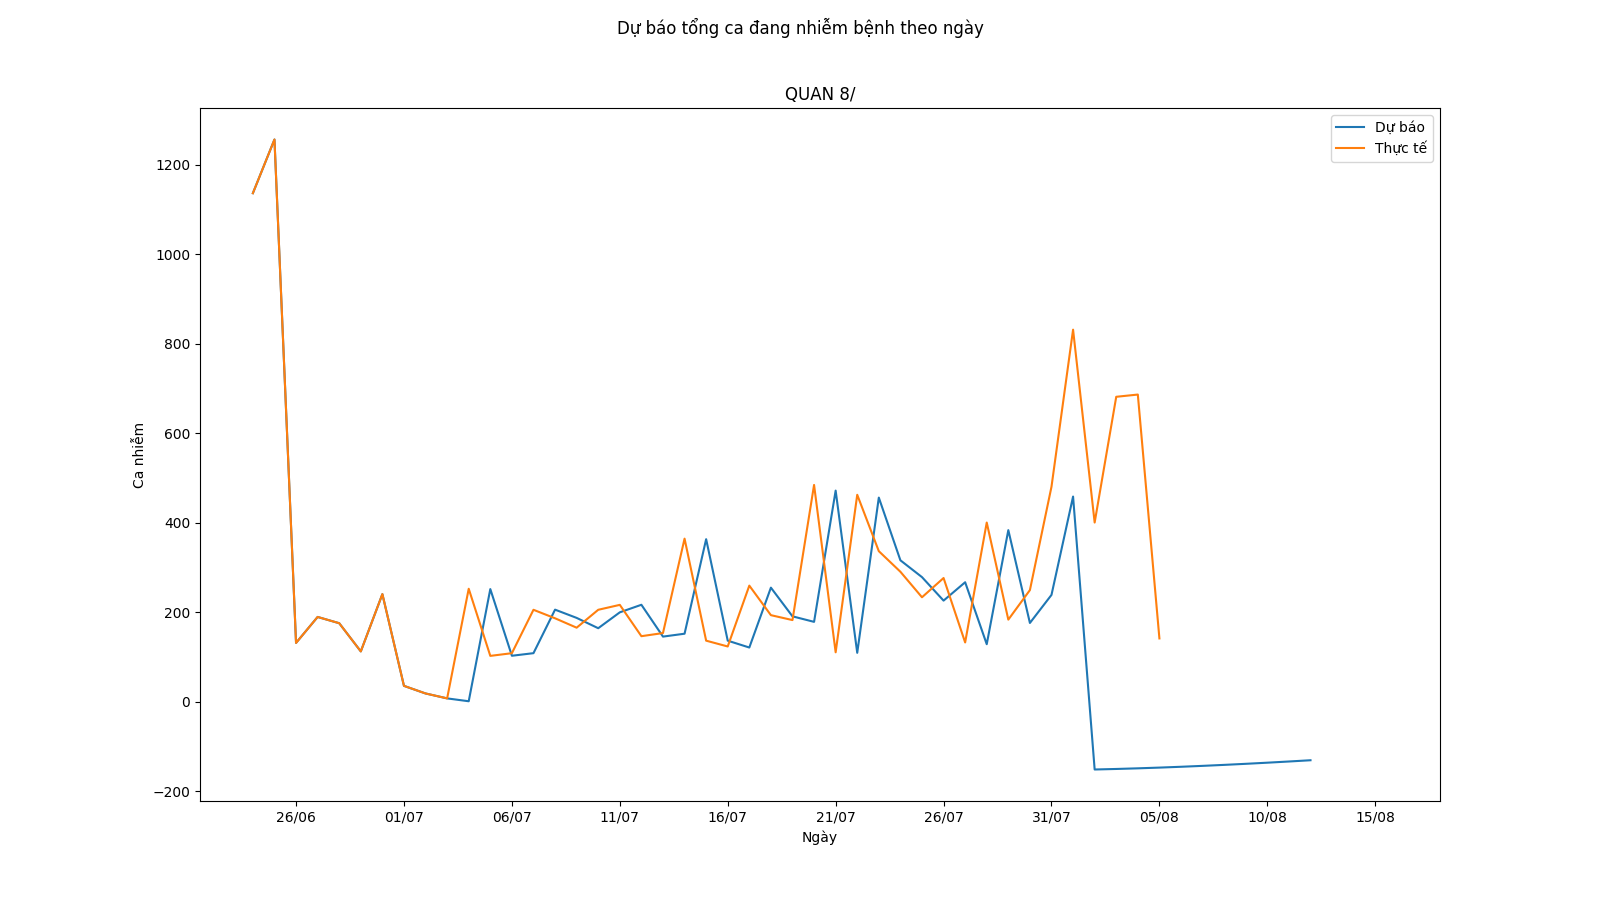 Dự báo tổng ca đang nhiễm bệnh theo ngày
QUAN 8/
Dự báo
Thực tế
1200
1000
800
600
400
200
0
−200
Ca nhiễm
26/06 01/07 06/07 11/07 16/07 21/07 26/07 31/07 05/08 10/08 15/08
Ngày